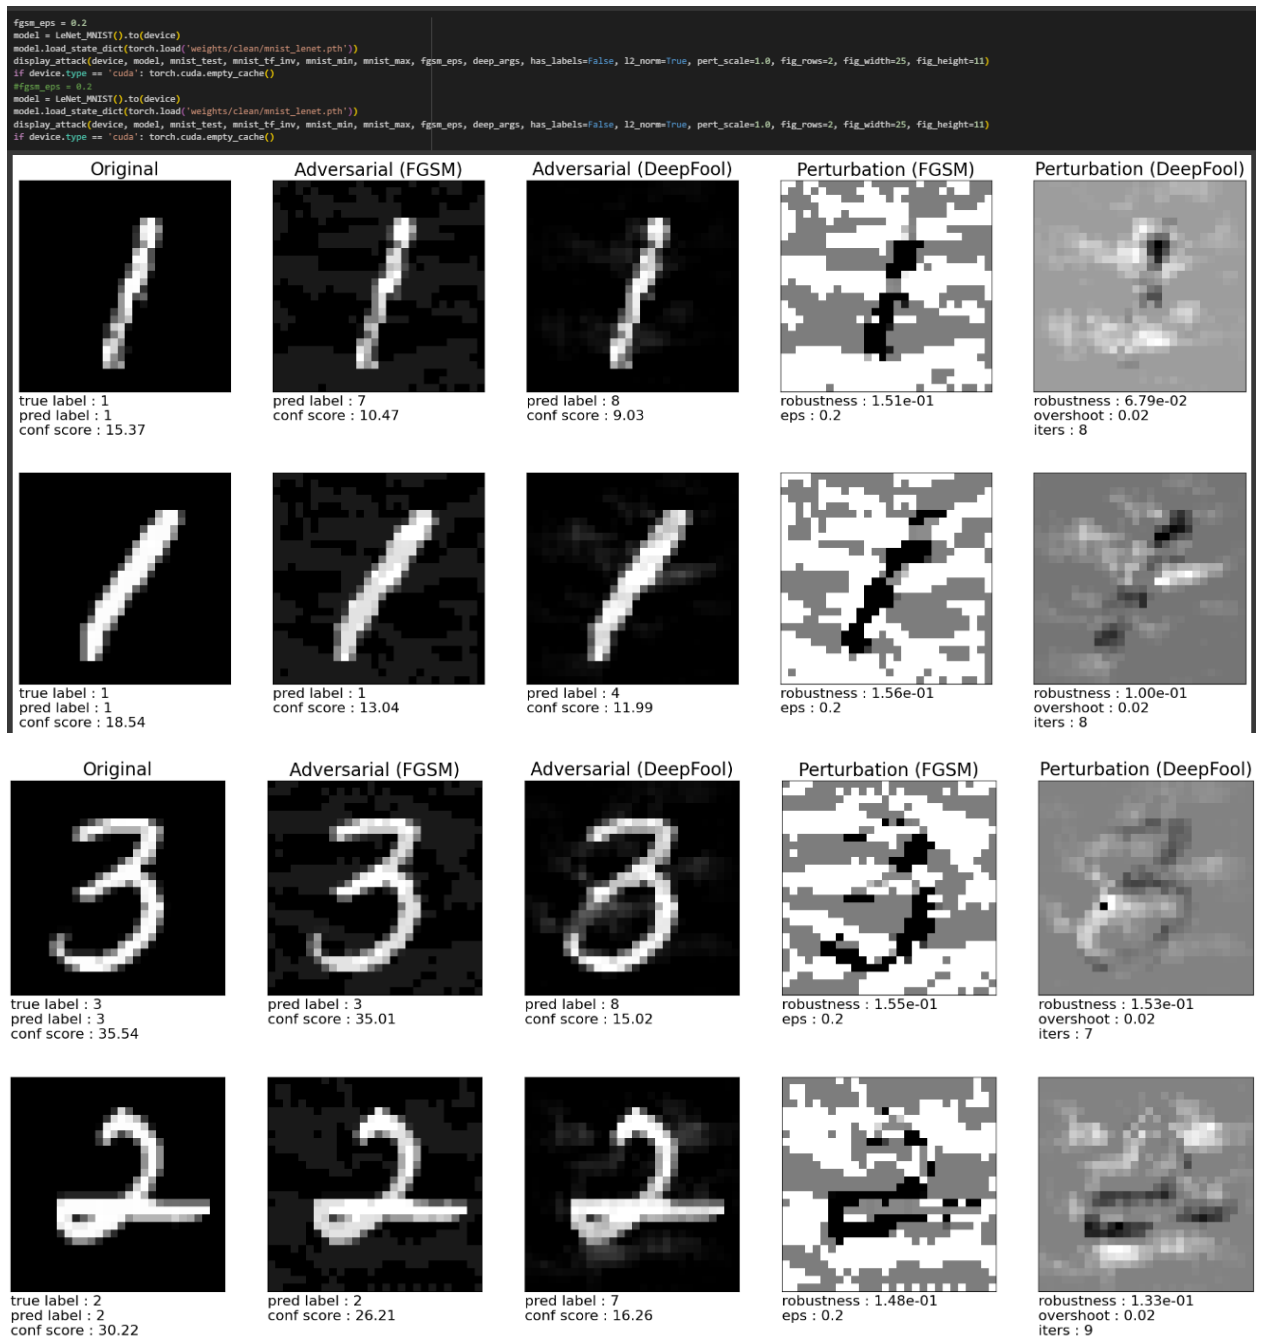 fgsm_eps = 0.2
model = LeNet_MNIST().to(device)
model.load_state_dict(torch.load('weights/clean/mnist_lenet.pth'))
display_attack(device, model, mnist_test, mnist_tf_inv, mnist_min, mnist_max, fgsm_eps, deep_args, has_labels=False, l2_norm=True, pert_scale=1.0, fig_rows=2, fig_width=25, fig_height=11)
if device.type == 'cuda': torch.cuda.empty_cache()
#fgsm_eps = 0.2
model = LeNet_MNIST().to(device)
model.load_state_dict(torch.load('weights/clean/mnist_lenet.pth'))
display_attack(device, model, mnist_test, mnist_tf_inv, mnist_min, mnist_max, fgsm_eps, deep_args, has_labels=False, l2_norm=True, pert_scale=1.0, fig_rows=2, fig_width=25, fig_height=11)
if device.type == 'cuda': torch.cuda.empty_cache()
Original Adversarial (FGSM) Adversarial (DeepFool) Perturbation (FGSM) Perturbation (DeepFool)
true label : 1 pred label : 7 pred label : 8 robustness : 1.51e-01 robustness : 6.79e-02
pred label : 1 conf score : 10.47 conf score : 9.03 eps : 0.2 overshoot : 0.02
conf score : 15.37 iters : 8
true label : 1 pred label : 1 pred label : 4 robustness : 1.56e-01 robustness : 1.00e-01
pred label : 1 conf score : 13.04 conf score : 11.99 eps : 0.2 overshoot : 0.02
conf score : 18.54 iters : 8
Original Adversarial (FGSM) Adversarial (DeepFool) Perturbation (FGSM) Perturbation (DeepFool)
true label : 3 pred label : 3 pred label : 8 robustness : 1.55e-01 robustness : 1.53e-01
pred label : 3 conf score : 35.01 conf score : 15.02 eps : 0.2 overshoot : 0.02
conf score : 35.54 iters : 7
true label : 2 pred label : 2 pred label : 7 robustness : 1.48e-01 robustness : 1.33e-01
pred label : 2 conf score : 26.21 conf score : 16.26 eps : 0.2 overshoot : 0.02
conf score : 30.22 iters : 9